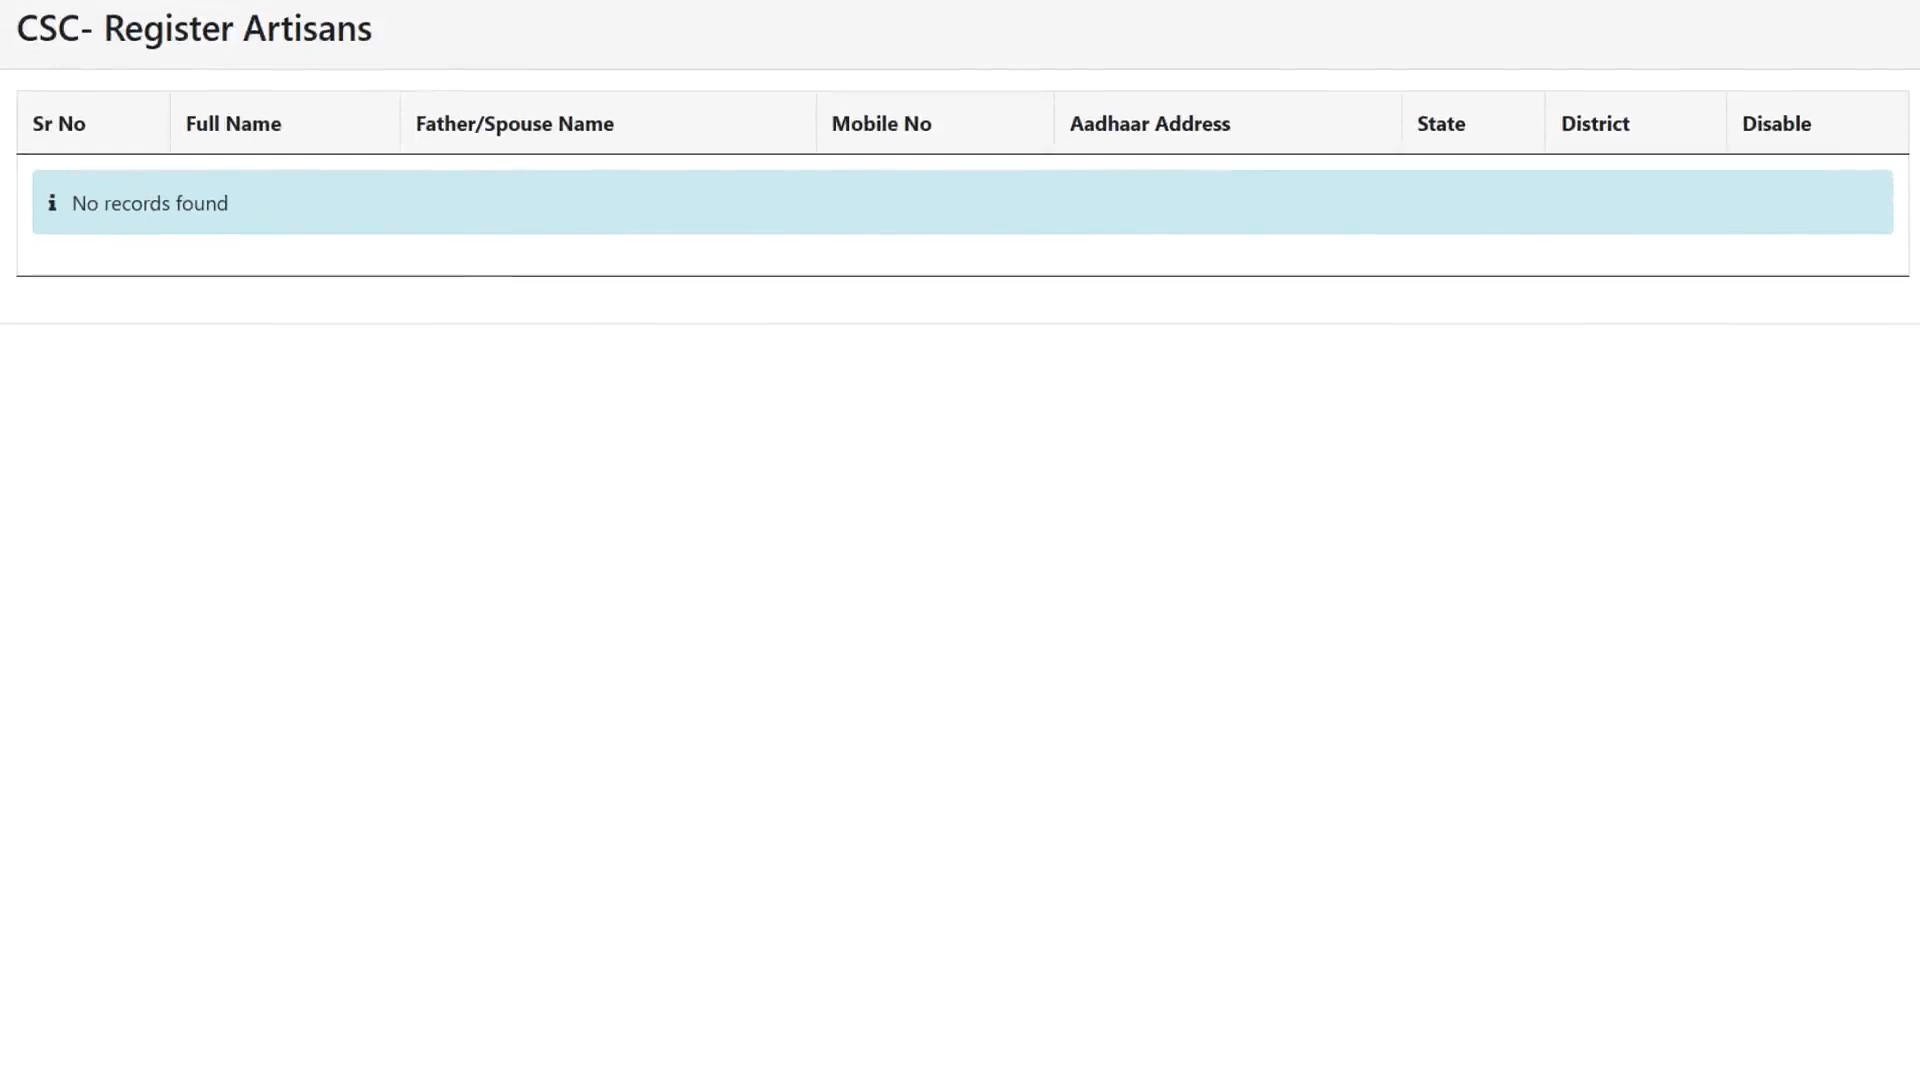 CSC- Register Artisans
Sr No Full Name Father/Spouse Name Mobile No Aadhaar Address State District Disable
No records found